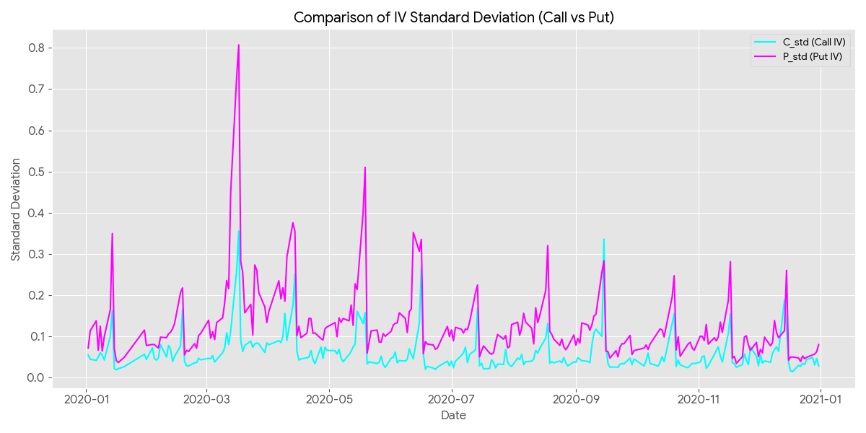 Comparison of IV Standard Deviation (Call vs Put)
C_std (Call IV)
P_std (Put IV)
Standard Deviation
0.8
0.7
0.6
0.5
0.4
0.3
0.2
0.1
0.0
2020-01 2020-03 2020-05 2020-07 2020-09 2020-11 2021-01
Date